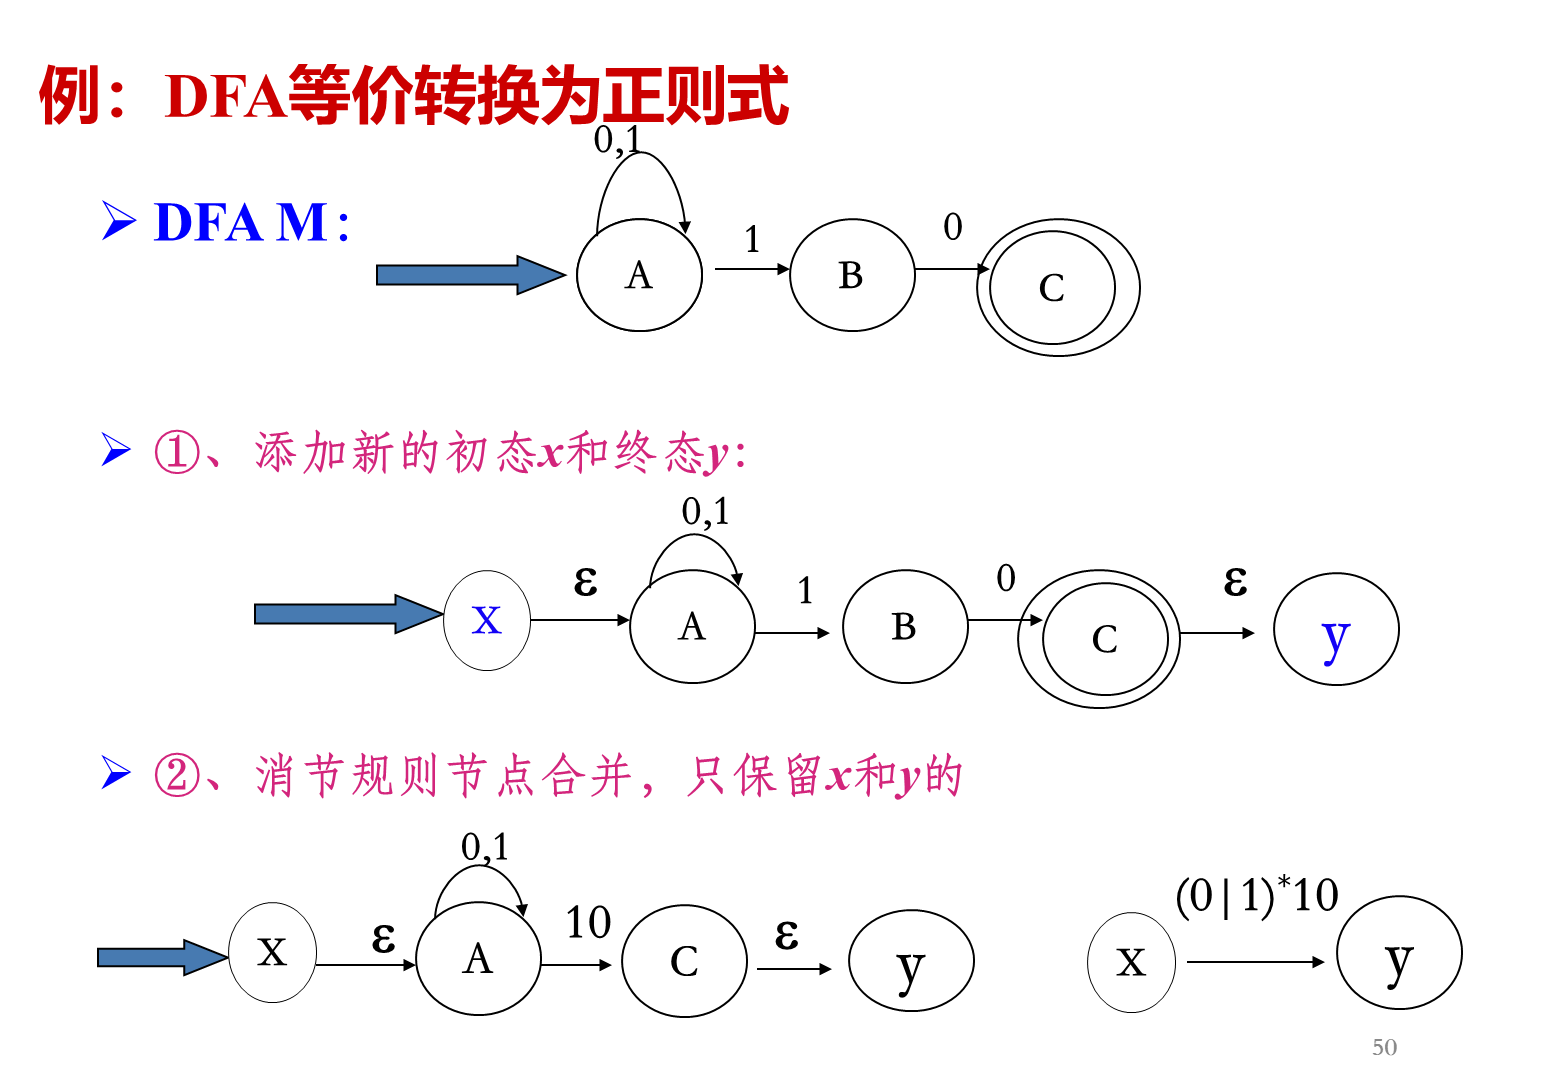 例：DFA等价转换为正则式
0,1
DFA M：
1
0
A
B
C
①、添加新的初态x和终态y：
0,1
ε
1
0
ε
x
A
B
C
y
②、消节规则节点合并，只保留x和y的
0,1
(0|1)*10
ε
10
ε
x
A
C
y
x
y
50